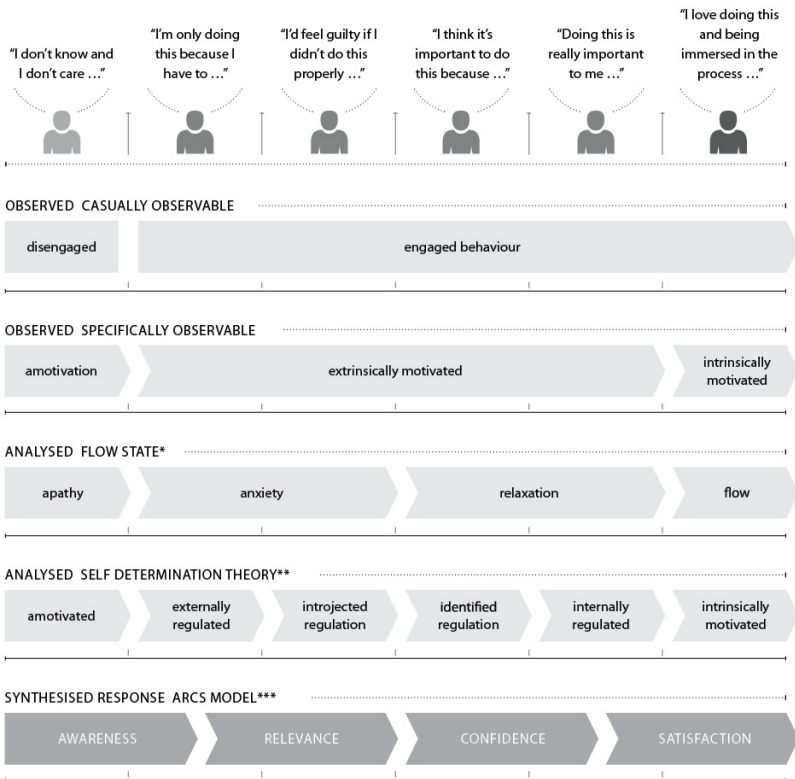 “I don’t know and
I don’t care ...”
“I’m only doing
this because I
have to ...”
“I’d feel guilty if I
didn’t do this
properly ...”
“I think it’s
important to do
this because ...”
“Doing this is
really important
to me ...”
“I love doing this
and being
immersed in the
process ...”
OBSERVED CASUALLY OBSERVABLE
disengaged
engaged behaviour
OBSERVED SPECIFICALLY OBSERVABLE
amotivation
extrinsically motivated
intrinsically
motivated
ANALYSED FLOW STATE*
apathy
anxiety
relaxation
flow
ANALYSED SELF DETERMINATION THEORY**
amotivated
externally
regulated
introjected
regulation
identified
regulation
internally
regulated
intrinsically
motivated
SYNTHESISED RESPONSE ARCS MODEL***
AWARENESS
RELEVANCE
CONFIDENCE
SATISFACTION